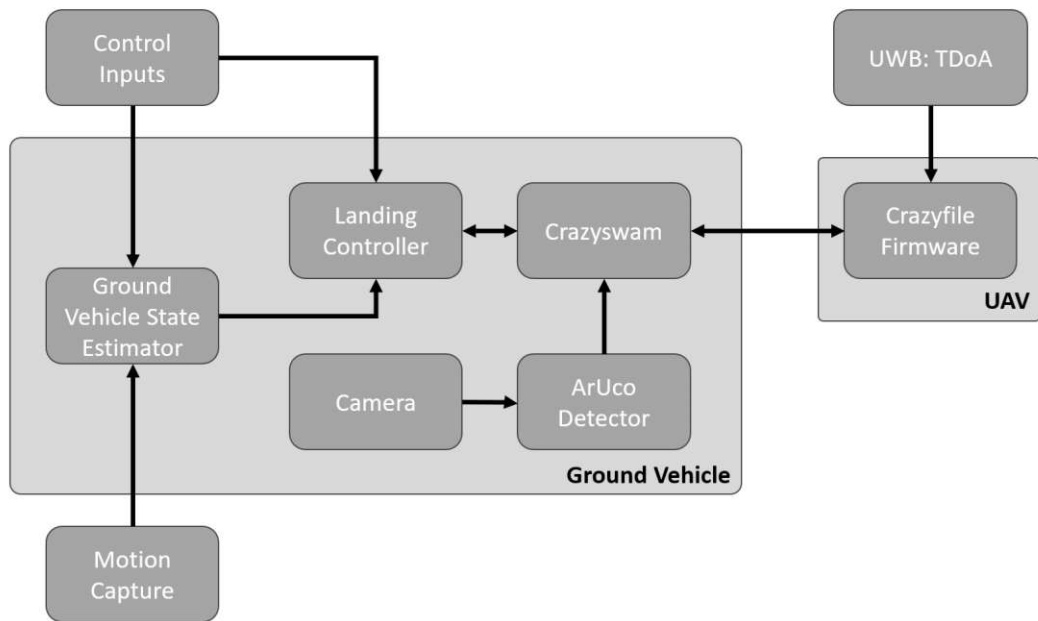 Control
Inputs
UWB: TDoA
Landing
Controller
Crazyswam
Crazyfile
Firmware
UAV
Ground
Vehicle State
Estimator
Camera
ArUco
Detector
Ground Vehicle
Motion
Capture